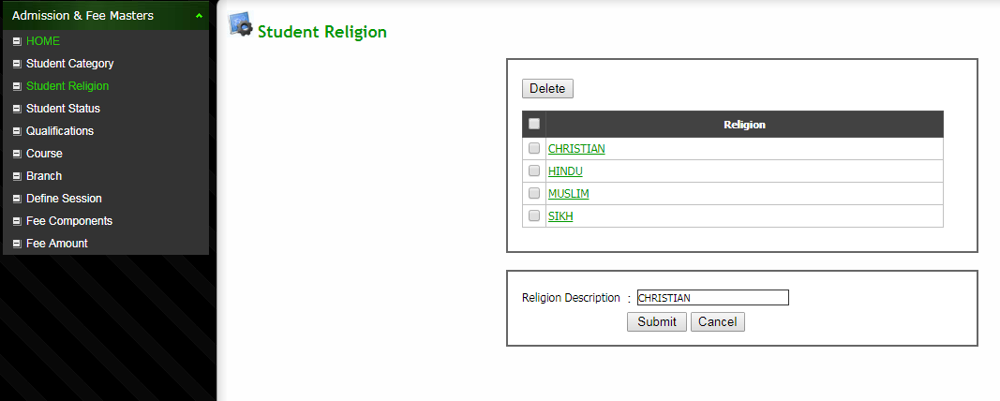 Admission & Fee Masters
HOME
Student Category
Student Religion
Student Status
Qualifications
Course
Branch
Define Session
Fee Components
Fee Amount
Student Religion
Delete
Religion
CHRISTIAN
HINDU
MUSLIM
SIKH
Religion Description : CHRISTIAN
Submit Cancel